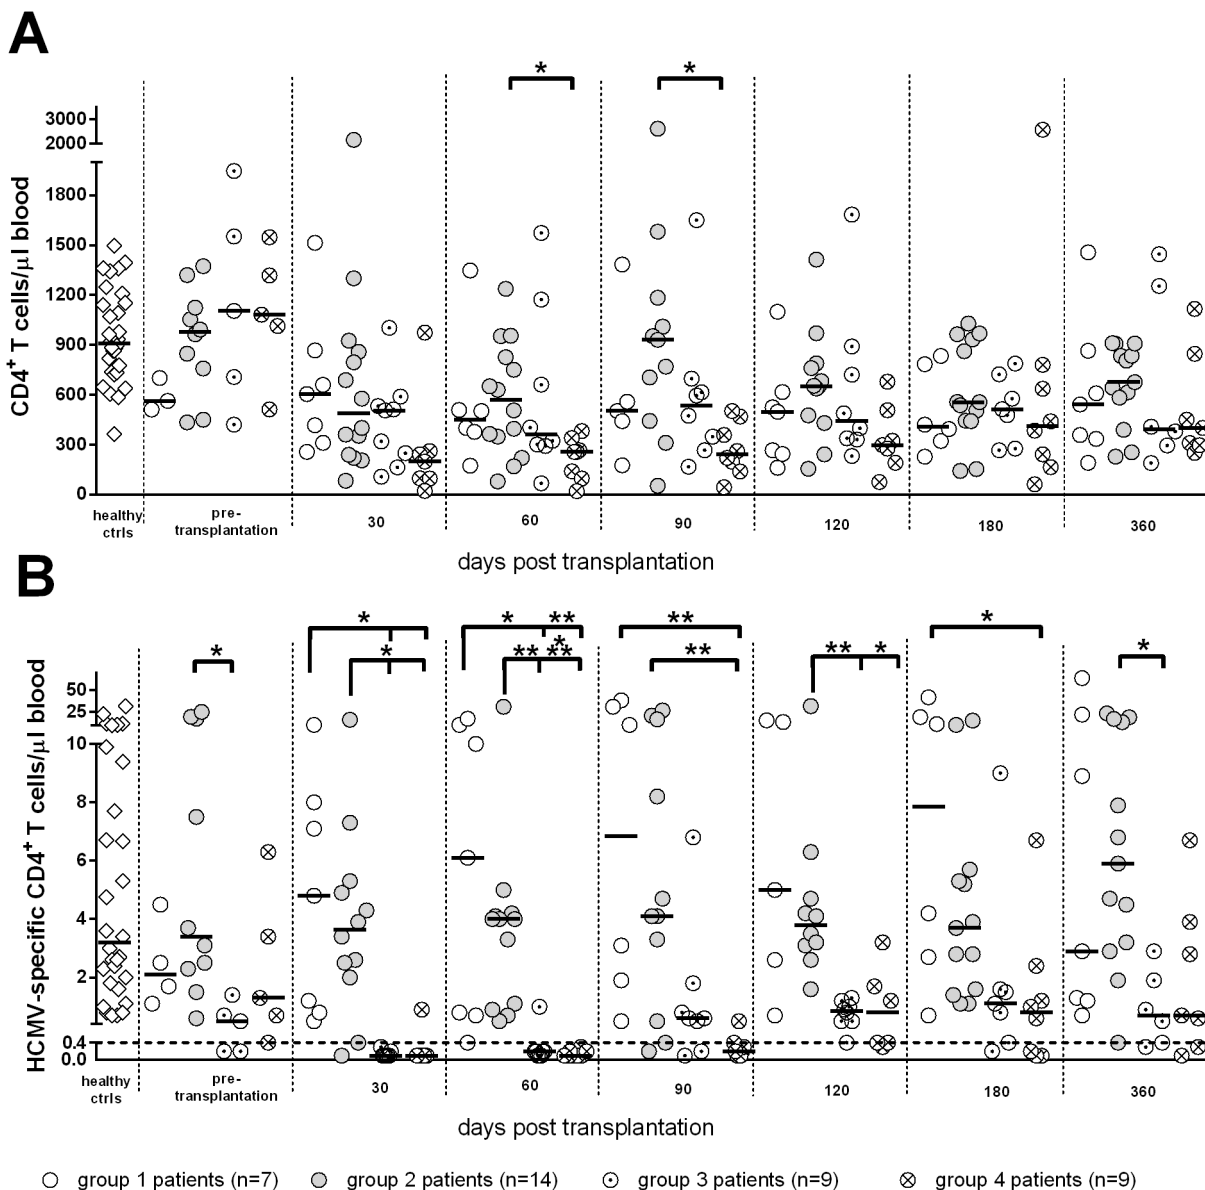 A
* *
CD4+ T cells/µl blood
3000
2000
1800
1500
1200
900
600
300
0
healthy ctrls
pre-transplantation
30 60 90 120 180 360
days post transplantation
B
* * * ** ** * * * ** ** * ** ** * * *
HCMV-specific CD4+ T cells/µl blood
50
25
10
8
6
4
2
0.4
0.0
healthy ctrls
pre-transplantation
30 60 90 120 180 360
days post transplantation
group 1 patients (n=7) group 2 patients (n=14) group 3 patients (n=9) group 4 patients (n=9)